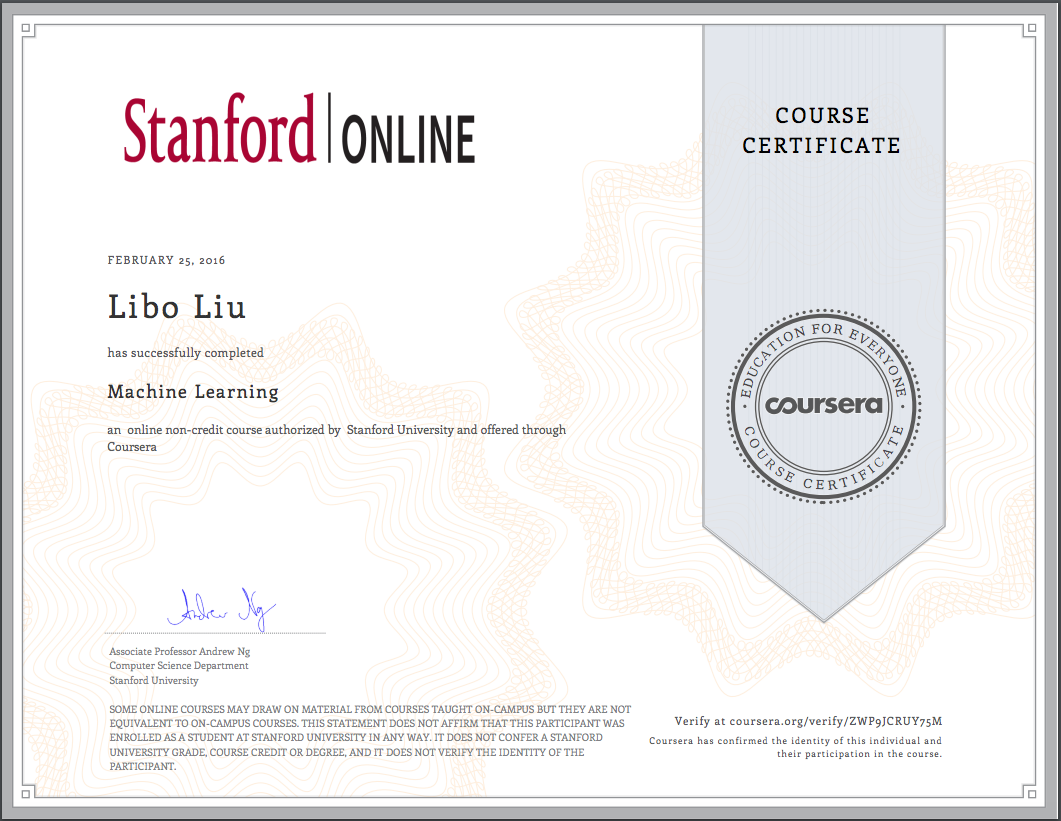 Stanford ONLINE
COURSE
CERTIFICATE
FEBRUARY 25, 2016
Libo Liu
has successfully completed
Machine Learning
an online non-credit course authorized by Stanford University and offered through
Coursera
EDUCATION FOR EVERYONE
coursera
COURSE CERTIFICATE
Andrew Ng
Associate Professor Andrew Ng
Computer Science Department
Stanford University
SOME ONLINE COURSES MAY DRAW ON MATERIAL FROM COURSES TAUGHT ON-CAMPUS BUT THEY ARE NOT
EQUIVALENT TO ON-CAMPUS COURSES. THIS STATEMENT DOES NOT AFFIRM THAT THIS PARTICIPANT WAS
ENROLLED AS A STUDENT AT STANFORD UNIVERSITY IN ANY WAY. IT DOES NOT CONFER A STANFORD
UNIVERSITY GRADE, COURSE CREDIT OR DEGREE, AND IT DOES NOT VERIFY THE IDENTITY OF THE
PARTICIPANT.
Verify at coursera.org/verify/ZWP9JCRUY75M
Coursera has confirmed the identity of this individual and
their participation in the course.